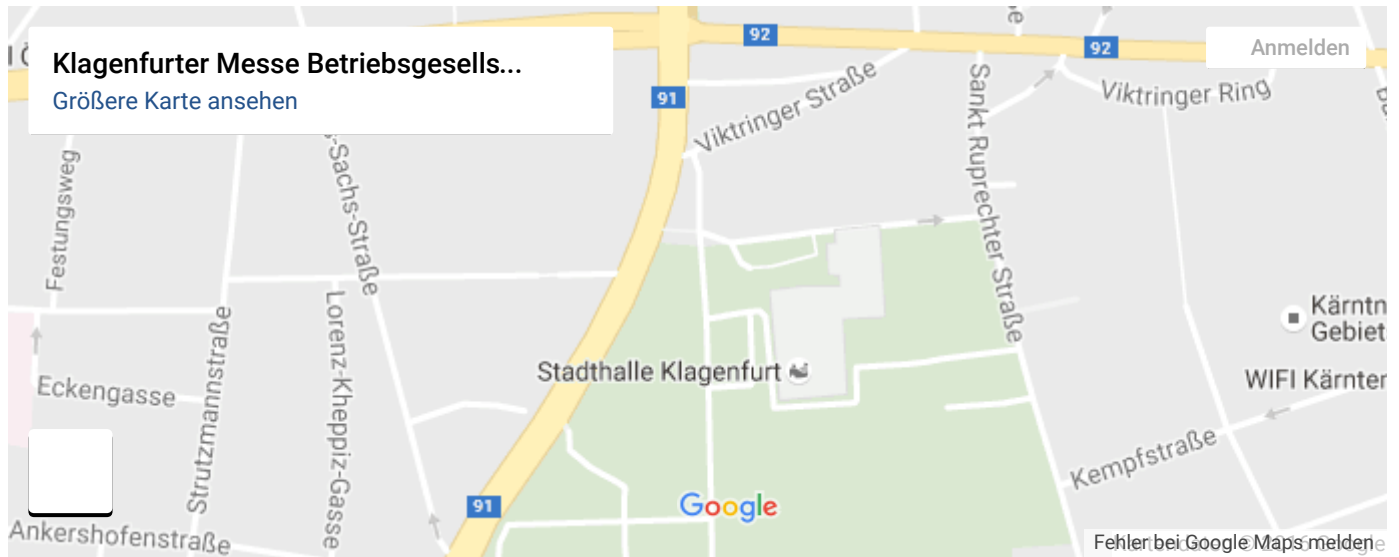 Klagenfurter Messe Betriebsgesells...
Größere Karte ansehen
92
92
Anmelden
91
Viktringer Straße
Viktringer Ring
Sankt Ruprechter Straße
Festungsweg
-Sachs-Straße
Lorenz-Kheppiz-Gasse
Strutzmannstraße
Eckengasse
Stadthalle Klagenfurt
Kärntn
Gebiet
WIFI Kärnten
Kempfstraße
91
Google
Ankershofenstraße
Fehler bei Google Maps melden